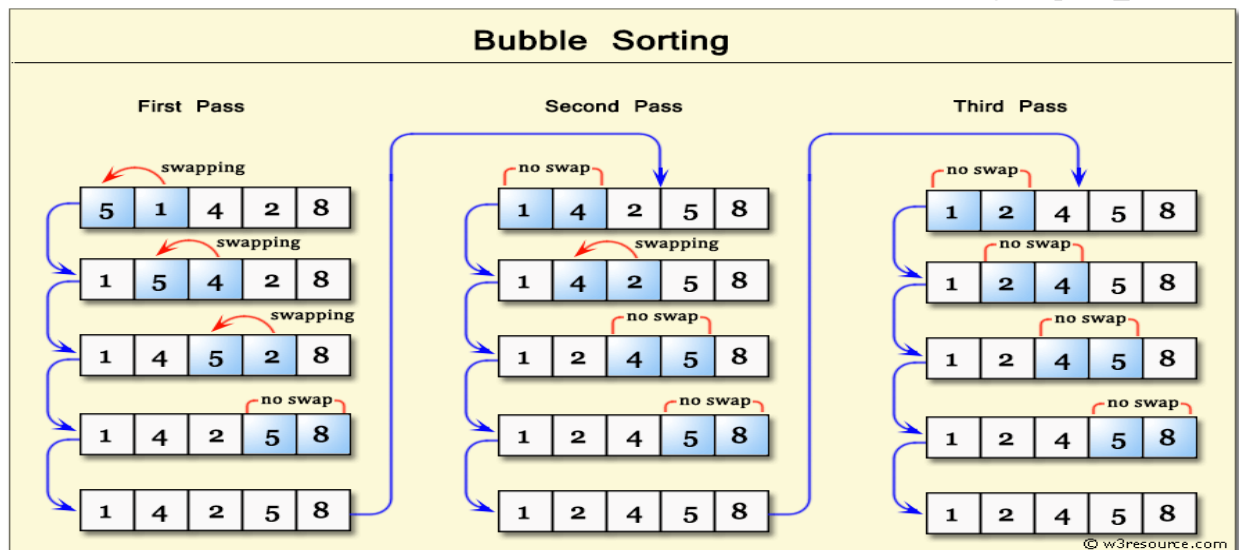 Bubble Sorting
First Pass
swapping
5 1 4 2 8
swapping
1 5 4 2 8
swapping
1 4 5 2 8
no swap
1 4 2 5 8
1 4 2 5 8
Second Pass
no swap
1 4 2 5 8
swapping
1 4 2 5 8
no swap
1 2 4 5 8
no swap
1 2 4 5 8
1 2 4 5 8
Third Pass
no swap
1 2 4 5 8
no swap
1 2 4 5 8
no swap
1 2 4 5 8
no swap
1 2 4 5 8
1 2 4 5 8
© w3resource.com